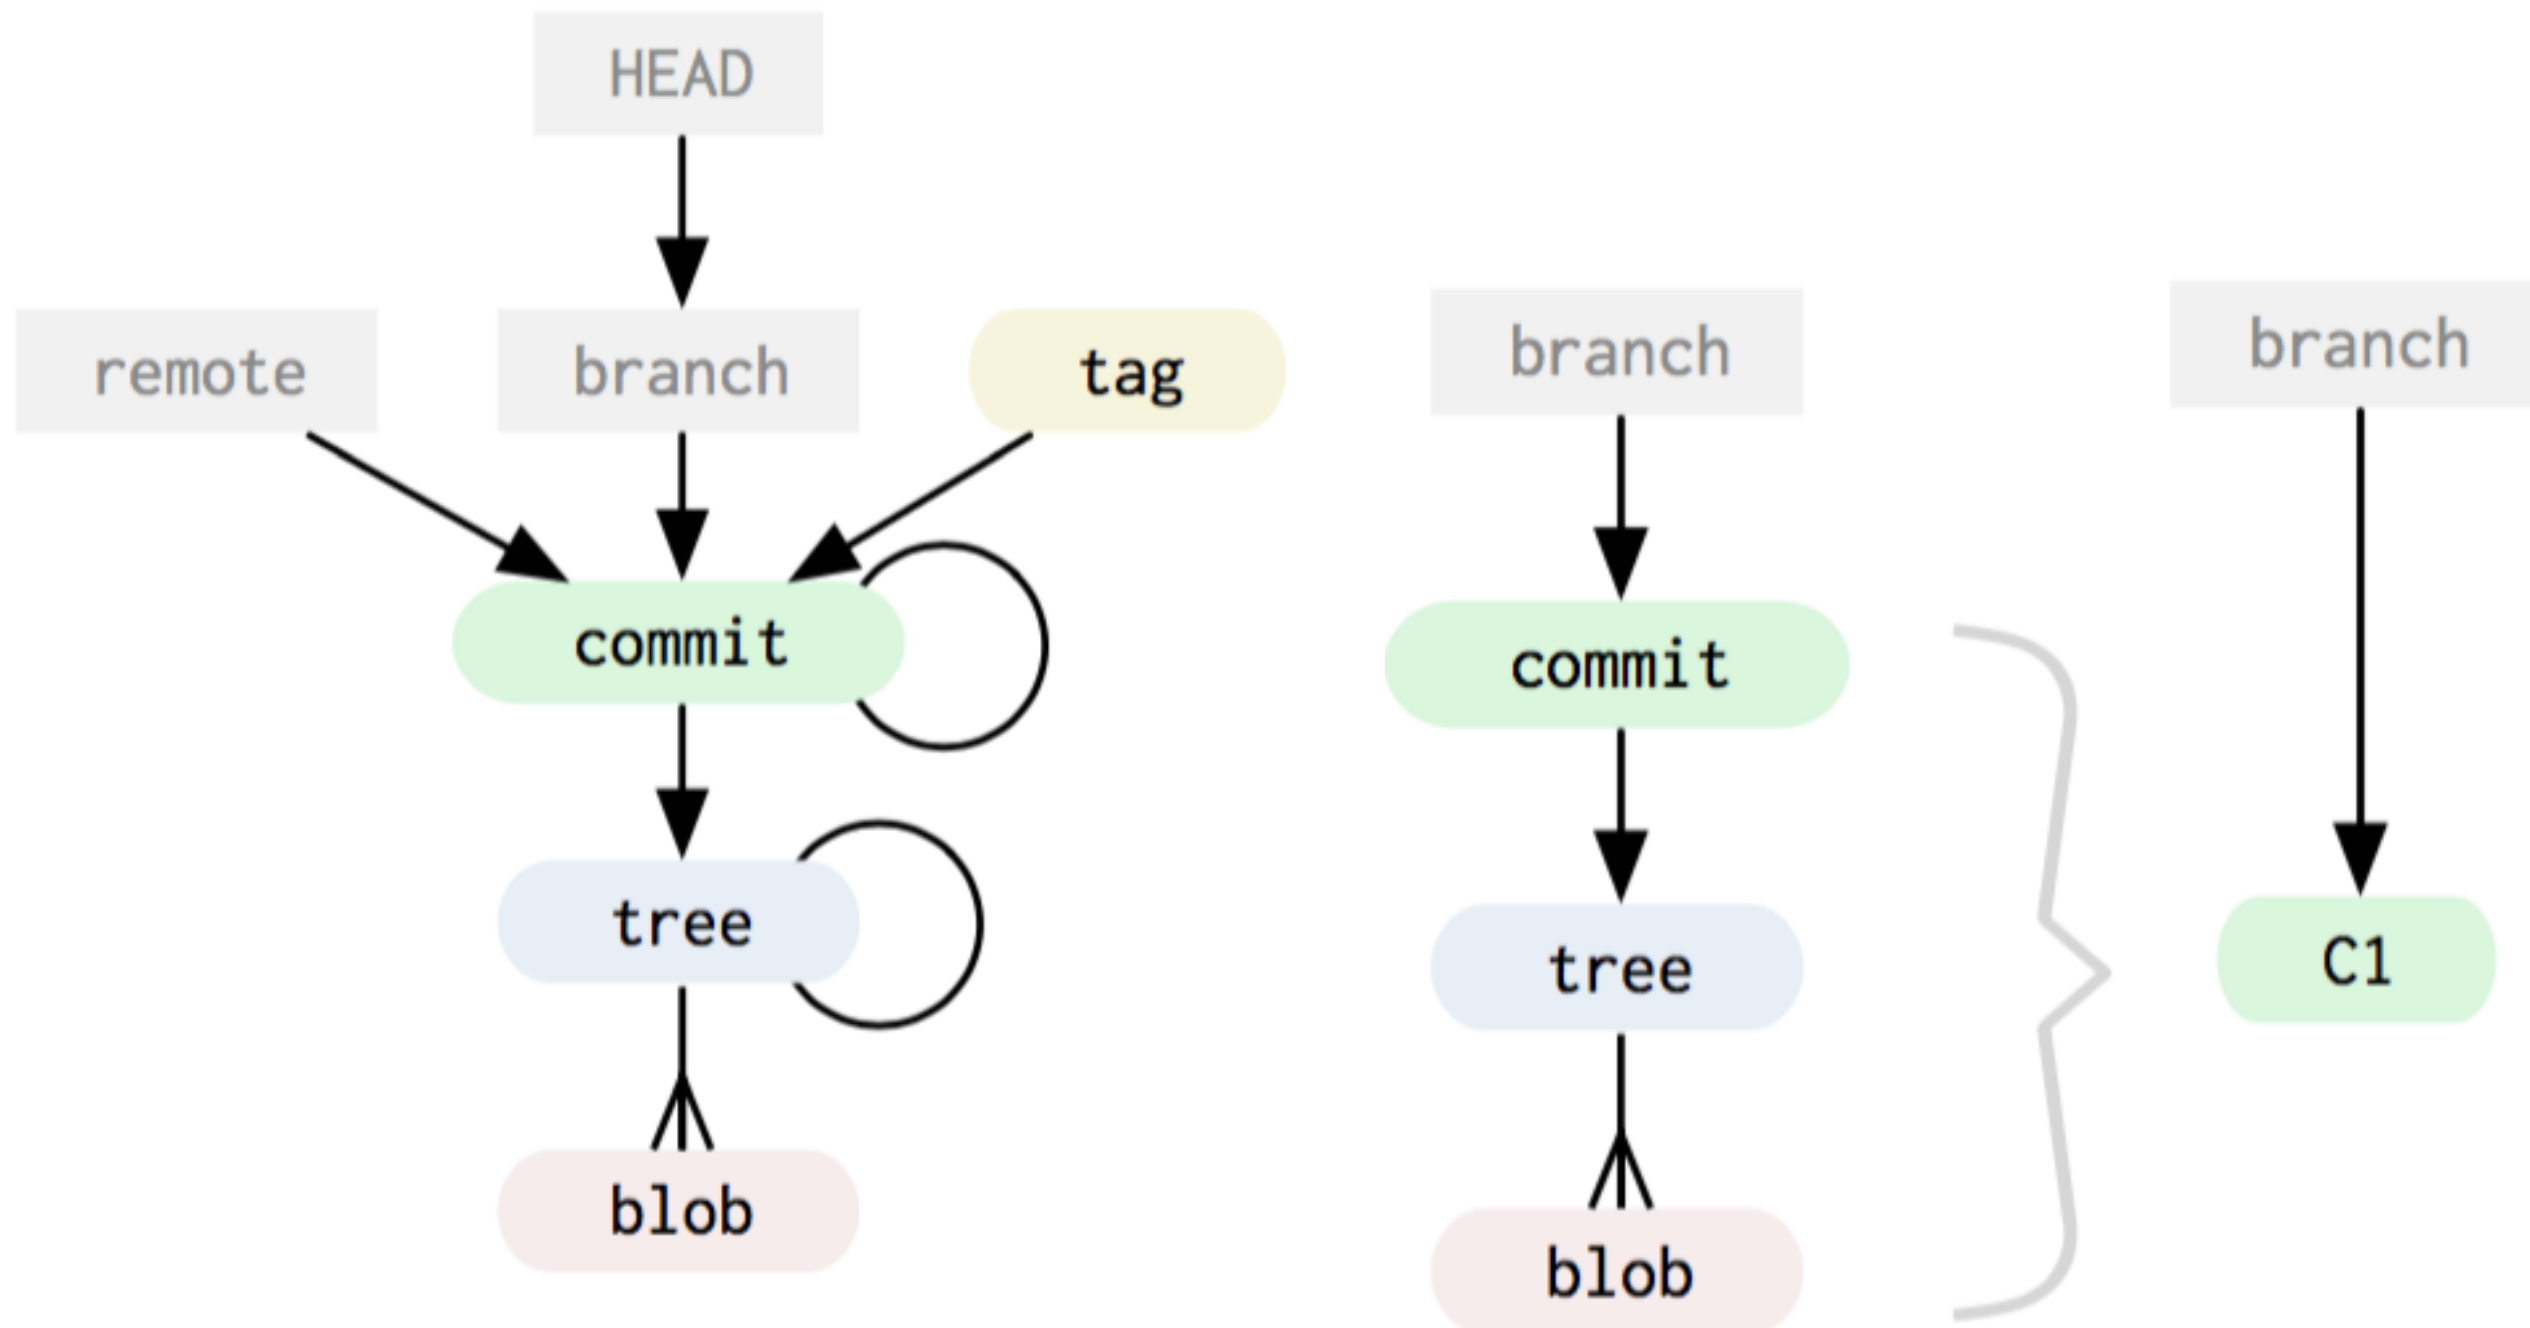 HEAD
remote
branch
tag
commit
tree
blob
branch
commit
tree
blob
branch
C1